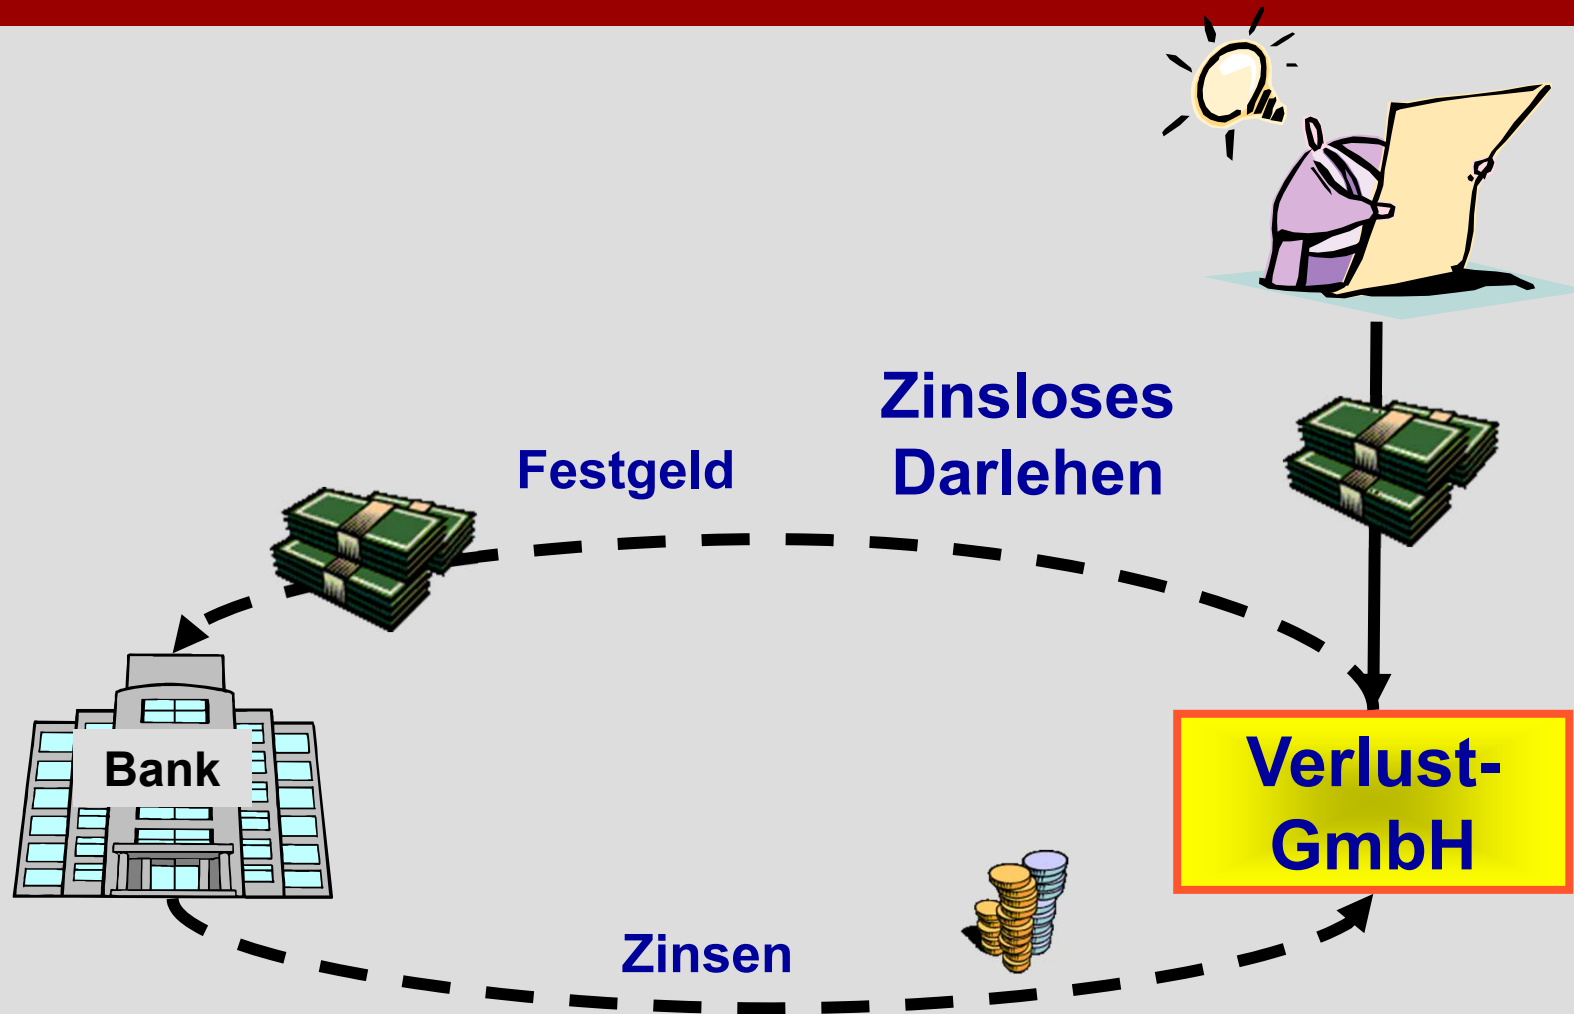 Zinsloses
Darlehen
Festgeld
Bank
Verlust-
GmbH
Zinsen